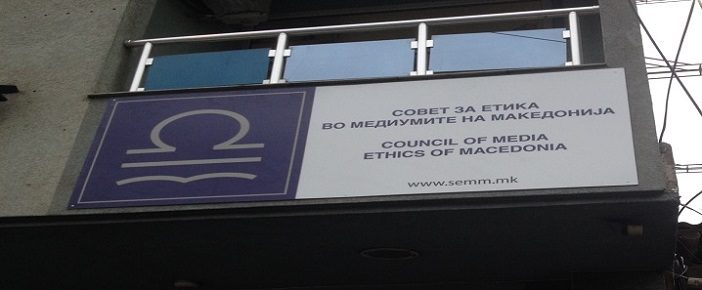 СОВЕТ ЗА ЕТИКА
ВО МЕДИУМИТЕ НА МАКЕДОНИЈА
COUNCIL OF MEDIA
ETHICS OF MACEDONIA
www.semm.mk